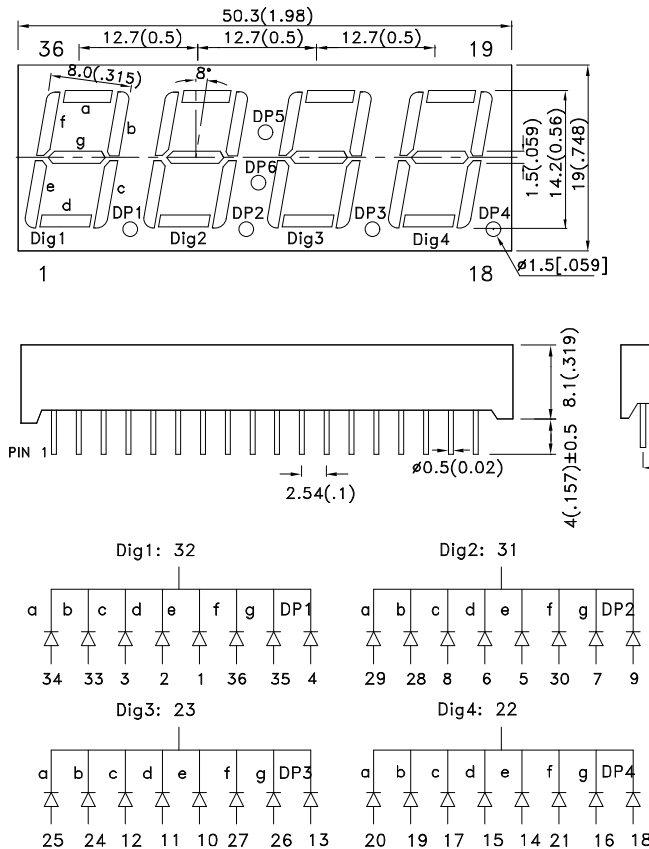 50.3(1.98)
36 12.7(0.5) 12.7(0.5) 12.7(0.5) 19
8.0(.315) 8°
a
f b DP5
g
DP6
e c
d DP1 DP2 DP3 DP4
Dig1 Dig2 Dig3 Dig4
1.5(.059)
14.2(0.56)
19(.748)
1 18 ø1.5[.059]
8.1(.319)
4(.157)±0.5
PIN 1 ø0.5(0.02)
2.54(.1)
Dig1: 32 Dig2: 31
a b c d e f g DP1 a b c d e f g DP2
34 33 3 2 1 36 35 4 29 28 8 6 5 30 7 9
Dig3: 23 Dig4: 22
a b c d e f g DP3 a b c d e f g DP4
25 24 12 11 10 27 26 13 20 19 17 15 14 21 16 18